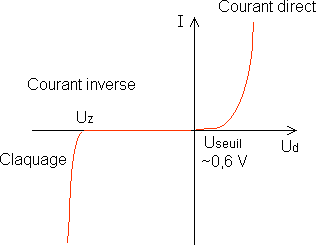 Courant direct
I
Courant inverse
Uz
Useuil
~0,6 V
Ud
Claquage